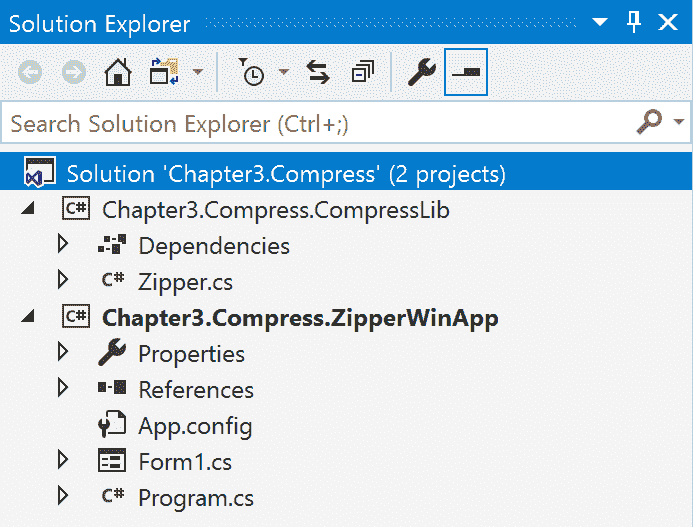 Solution Explorer
Search Solution Explorer (Ctrl+;)
Solution 'Chapter3.Compress' (2 projects)
C# Chapter3.Compress.CompressLib
Dependencies
C# Zipper.cs
C# Chapter3.Compress.ZipperWinApp
Properties
References
App.config
Form1.cs
C# Program.cs